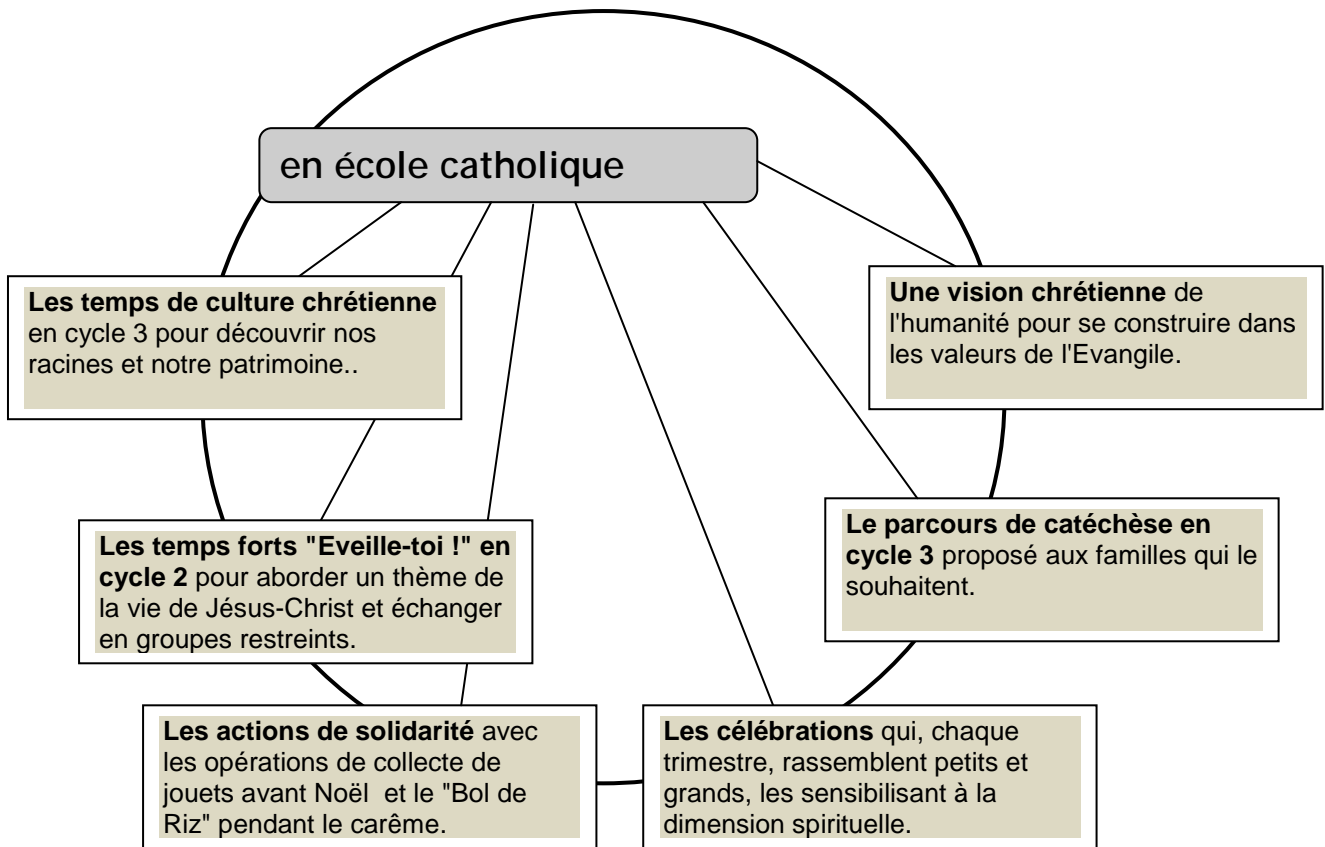 en école catholique
Les temps de culture chrétienne
en cycle 3 pour découvrir nos
racines et notre patrimoine..
Une vision chrétienne de
l'humanité pour se construire dans
les valeurs de l'Evangile.
Les temps forts "Eveille-toi !" en
cycle 2 pour aborder un thème de
la vie de Jésus-Christ et échanger
en groupes restreints.
Le parcours de catéchèse en
cycle 3 proposé aux familles qui le
souhaitent.
Les actions de solidarité avec
les opérations de collecte de
jouets avant Noël  et le "Bol de
Riz" pendant le carême.
Les célébrations qui, chaque
trimestre, rassemblent petits et
grands, les sensibilisant à la
dimension spirituelle.